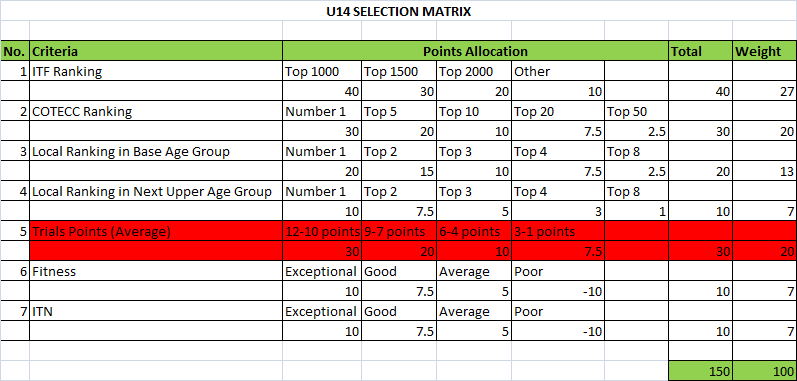 U14 SELECTION MATRIX
No. Criteria Points Allocation Total Weight
1 ITF Ranking Top 1000 Top 1500 Top 2000 Other
40 30 20 10 40 27
2 COTECC Ranking Number 1 Top 5 Top 10 Top 20 Top 50
30 20 10 7.5 2.5 30 20
3 Local Ranking in Base Age Group Number 1 Top 2 Top 3 Top 4 Top 8
20 15 10 7.5 2.5 20 13
4 Local Ranking in Next Upper Age Group Number 1 Top 2 Top 3 Top 4 Top 8
10 7.5 5 3 1 10 7
5 Trials Points (Average) 12-10 points 9-7 points 6-4 points 3-1 points
30 20 10 7.5 30 20
6 Fitness Exceptional Good Average Poor
10 7.5 5 -10 10 7
7 ITN Exceptional Good Average Poor
10 7.5 5 -10 10 7
150 100